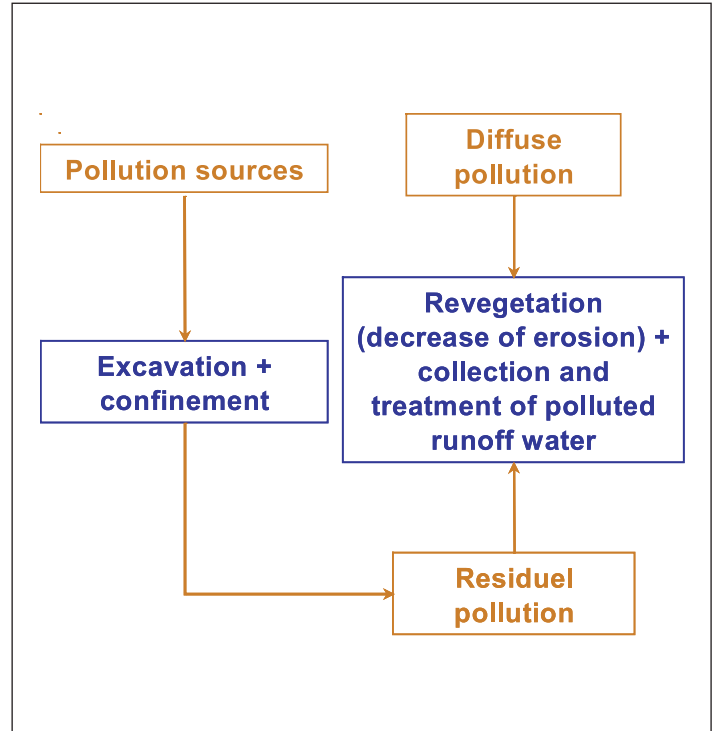 Pollution sources
Diffuse
pollution
Excavation +
confinement
Revegetation
(decrease of erosion) +
collection and
treatment of polluted
runoff water
Residuel
pollution